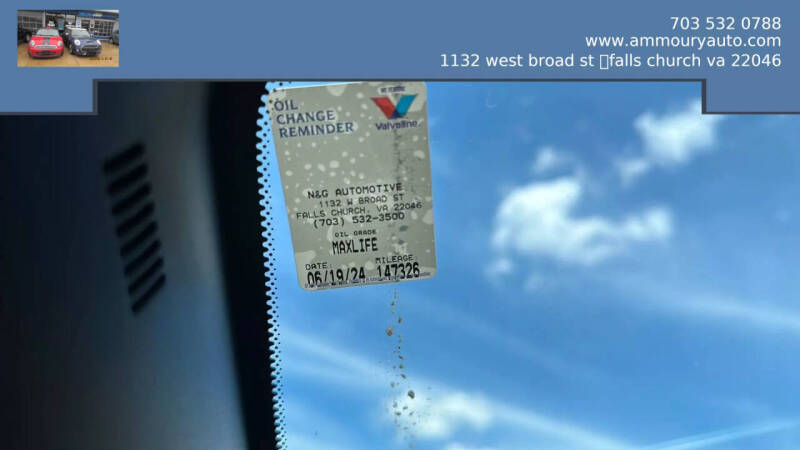 703 532 0788
www.ammouryauto.com
1132 west broad st falls church va 22046
OIL
CHANGE
REMINDER
Valvoline
N&G AUTOMOTIVE
1132 W BROAD ST
FALLS CHURCH, VA 22046
(703) 532-3500
OIL GRADE
MAXLIFE
DATE: MILEAGE:
06/19/24 147326